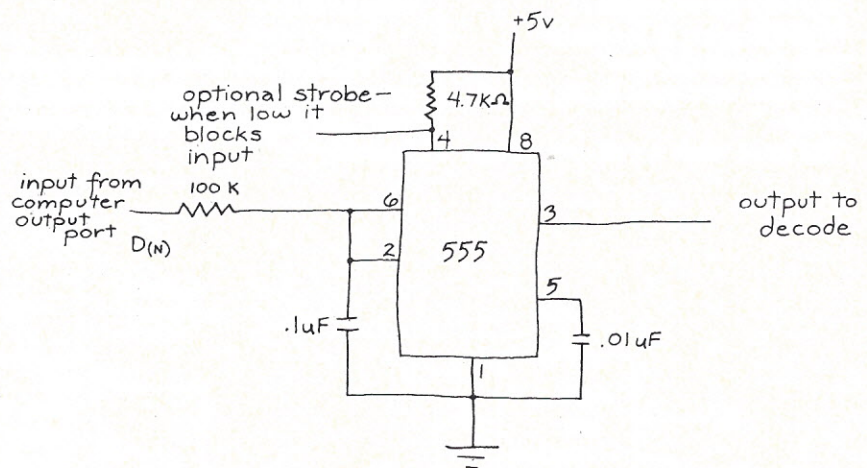 +5v
optional strobe-
when low it
blocks
input
4.7KΩ
4
8
input from
computer
output
port
100 K
D(N)
6
2
555
3
5
output to
decode
.1uF
.01uF
1